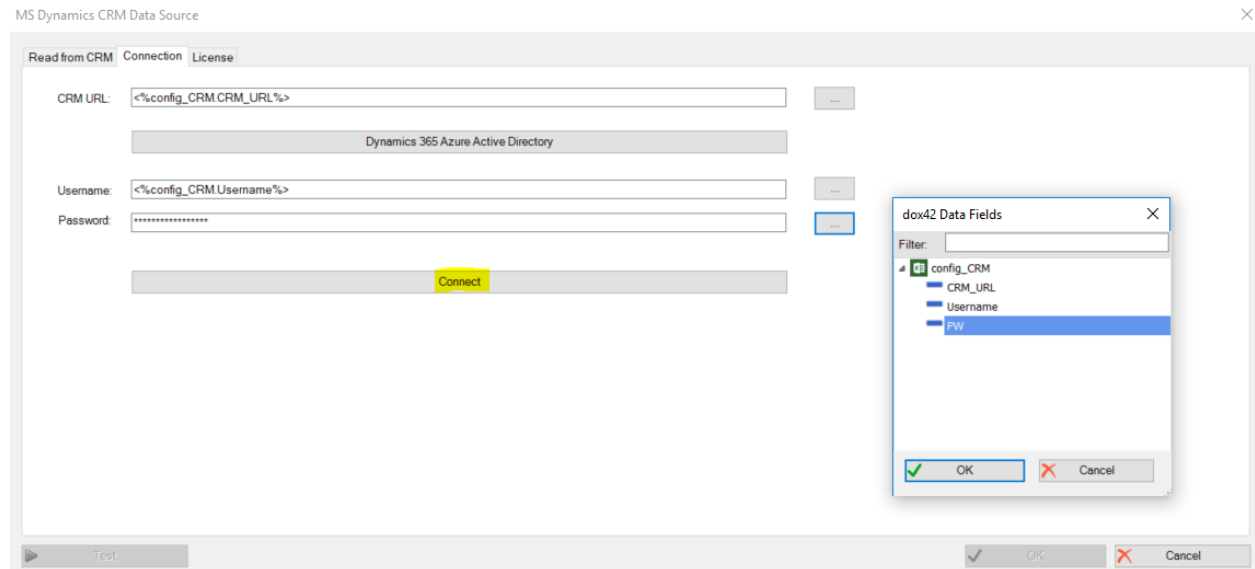 MS Dynamics CRM Data Source
Read from CRM Connection License
CRM URL: <%config_CRM.CRM_URL%> ...
Dynamics 365 Azure Active Directory
Username: <%config_CRM.Username%> ...
Password: ***************** ...
Connect
dox42 Data Fields
Filter:
config_CRM
CRM_URL
Username
PW
OK Cancel
Test OK Cancel